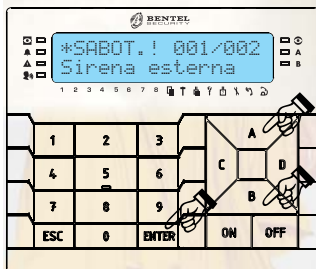 BENTEL
SECURITY
*SABOT.! 001/002
Sirena esterna
A
B
1 2 3 4 5 6 7 8
1 2 3
4 5 6
7 8 9
ESC 0 ENTER
A
C D
B
ON OFF